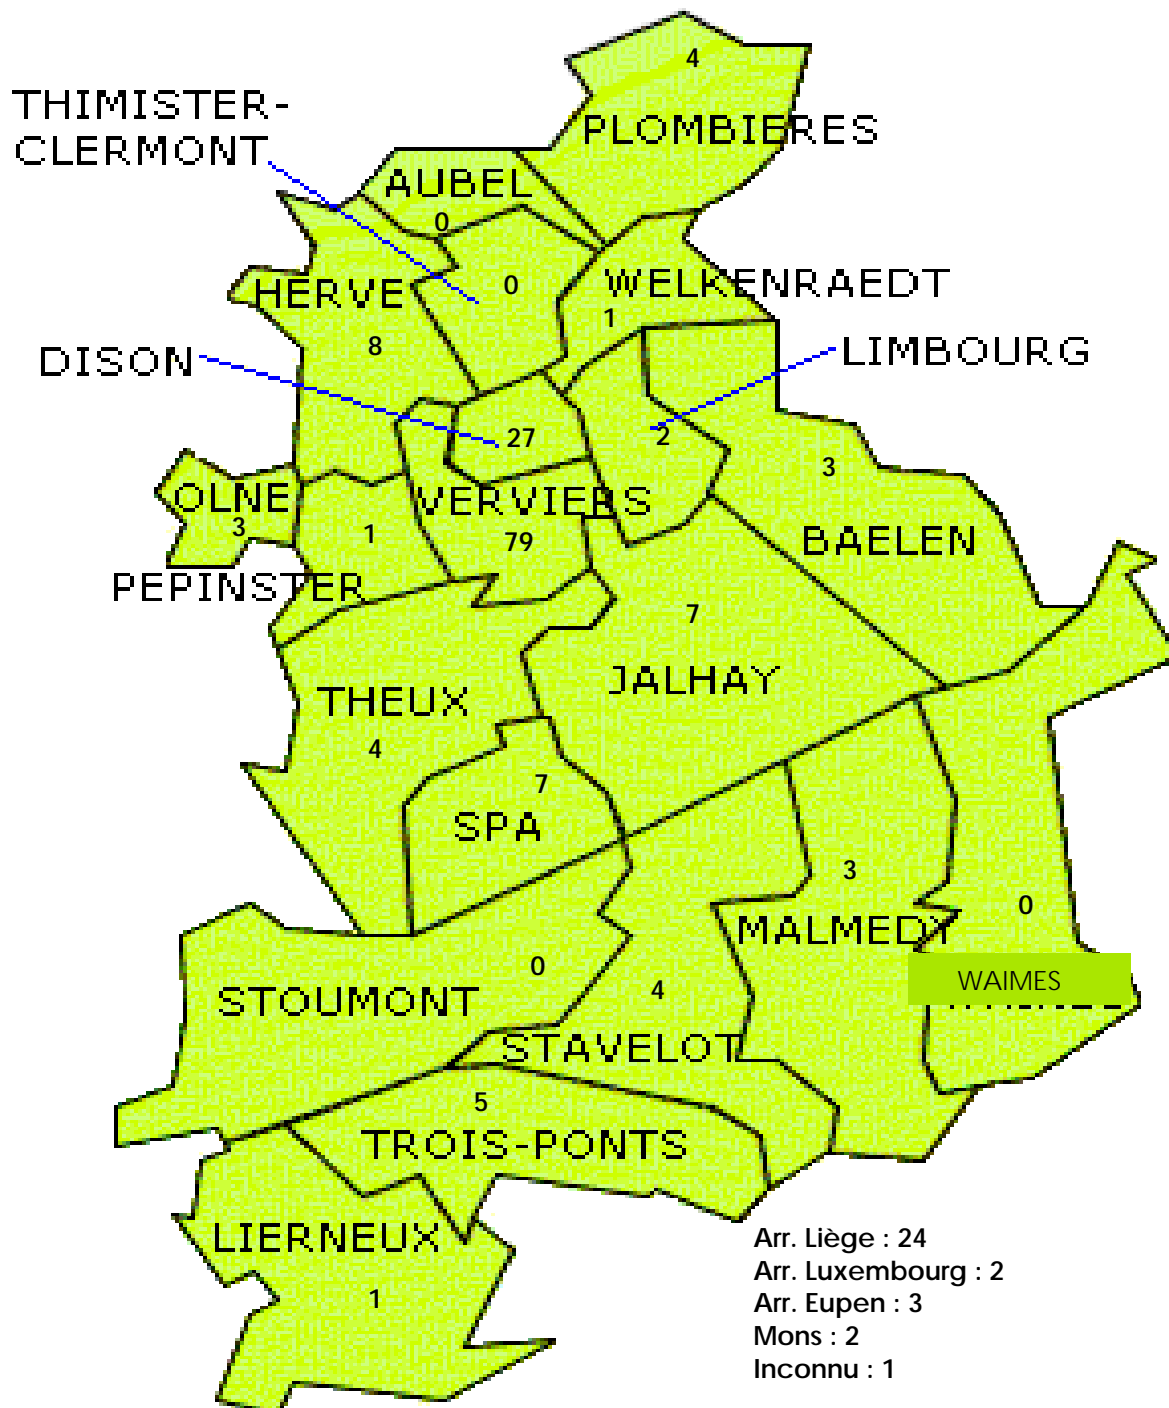 4
PLOMBIERES
THIMISTER-
CLERMONT
AUBEL
0
0
HERVE
8
WELKENRAEDT
1
DISON
27
LIMBOURG
2
3
BAELEN
OLNE
3
1
PEPINSTER
VERVIERS
79
7
JALHAY
THEUX
4
7
SPA
3
MALMEDY
0
WAIMES
0
STOUMONT
4
STAVELOT
5
TROIS-PONTS
LIERNEUX
1
Arr. Liège : 24
Arr. Luxembourg : 2
Arr. Eupen : 3
Mons : 2
Inconnu : 1